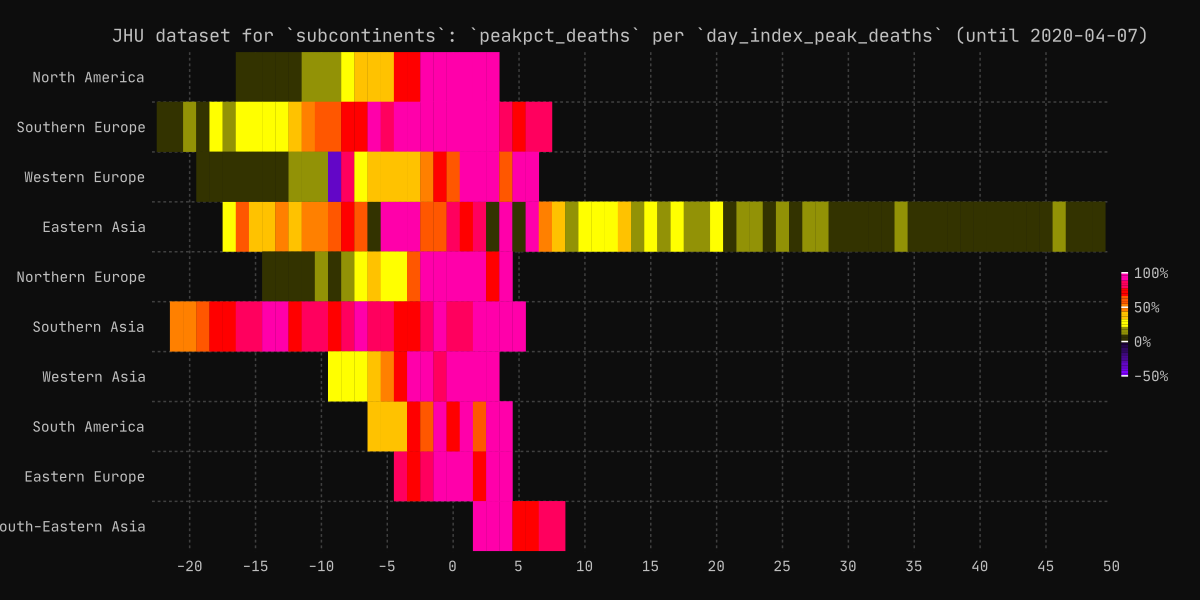 JHU dataset for `subcontinents`: `peakpct_deaths` per `day_index_peak_deaths` (until 2020-04-07)
North America
Southern Europe
Western Europe
Eastern Asia
Northern Europe
Southern Asia
Western Asia
South America
Eastern Europe
outh-Eastern Asia
100%
50%
0%
-50%
-20 -15 -10 -5 0 5 10 15 20 25 30 35 40 45 50